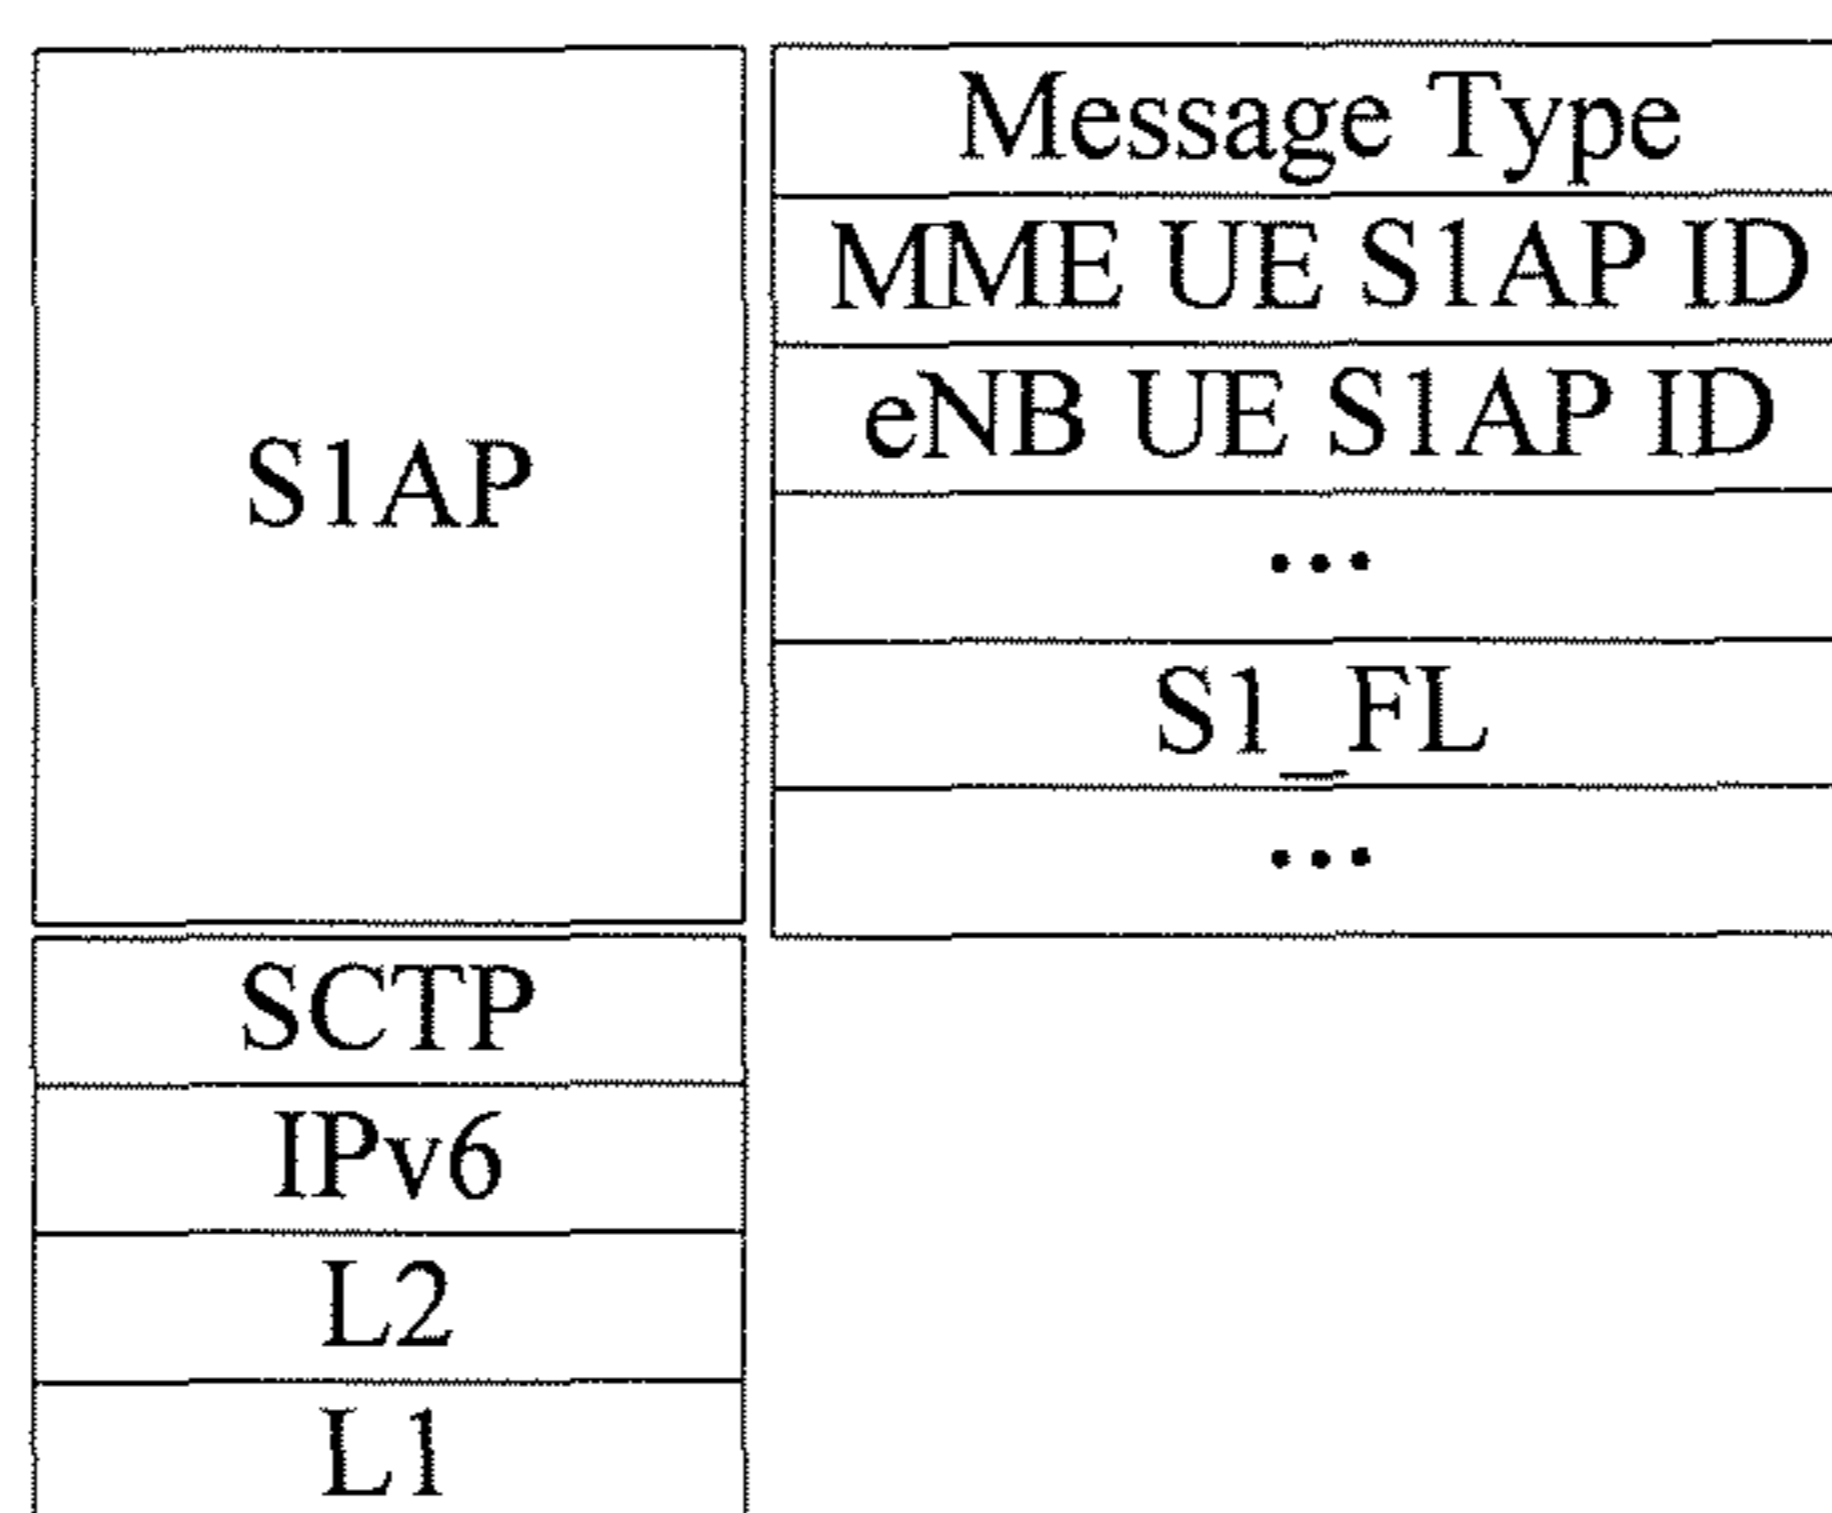 S1AP
Message Type
MME UE S1AP ID
eNB UE S1AP ID
...
S1_FL
...
SCTP
IPv6
L2
L1